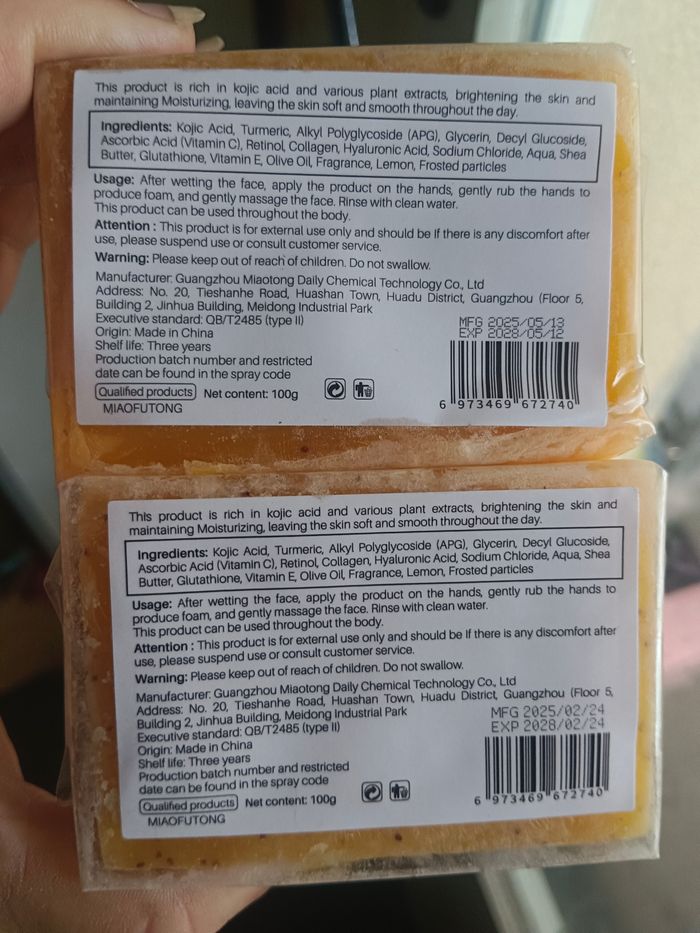 This product is rich in kojic acid and various plant extracts, brightening the skin and
maintaining Moisturizing, leaving the skin soft and smooth throughout the day.
Ingredients: Kojic Acid, Turmeric, Alkyl Polyglycoside (APG), Glycerin, Decyl Glucoside,
Ascorbic Acid (Vitamin C), Retinol, Collagen, Hyaluronic Acid, Sodium Chloride, Aqua, Shea
Butter, Glutathione, Vitamin E, Olive Oil, Fragrance, Lemon, Frosted particles
Usage: After wetting the face, apply the product on the hands, gently rub the hands to
produce foam, and gently massage the face. Rinse with clean water.
This product can be used throughout the body.
Attention : This product is for external use only and should be If there is any discomfort after
use, please suspend use or consult customer service.
Warning: Please keep out of reach of children. Do not swallow.
Manufacturer: Guangzhou Miaotong Daily Chemical Technology Co., Ltd
Address: No. 20, Tieshanhe Road, Huashan Town, Huadu District, Guangzhou (Floor 5,
Building 2, Jinhua Building, Meidong Industrial Park
Executive standard: QB/T2485 (type II)
Origin: Made in China
Shelf life: Three years
Production batch number and restricted
date can be found in the spray code
Qualified products Net content: 100g
MIAOFUTONG
MFG 2025/05/13
EXP 2028/05/12
6 973469 672740
This product is rich in kojic acid and various plant extracts, brightening the skin and
maintaining Moisturizing, leaving the skin soft and smooth throughout the day.
Ingredients: Kojic Acid, Turmeric, Alkyl Polyglycoside (APG), Glycerin, Decyl Glucoside,
Ascorbic Acid (Vitamin C), Retinol, Collagen, Hyaluronic Acid, Sodium Chloride, Aqua, Shea
Butter, Glutathione, Vitamin E, Olive Oil, Fragrance, Lemon, Frosted particles
Usage: After wetting the face, apply the product on the hands, gently rub the hands to
produce foam, and gently massage the face. Rinse with clean water.
This product can be used throughout the body.
Attention : This product is for external use only and should be If there is any discomfort after
use, please suspend use or consult customer service.
Warning: Please keep out of reach of children. Do not swallow.
Manufacturer: Guangzhou Miaotong Daily Chemical Technology Co., Ltd
Address: No. 20, Tieshanhe Road, Huashan Town, Huadu District, Guangzhou (Floor 5,
Building 2, Jinhua Building, Meidong Industrial Park
Executive standard: QB/T2485 (type II)
Origin: Made in China
Shelf life: Three years
Production batch number and restricted
date can be found in the spray code
Qualified products Net content: 100g
MIAOFUTONG
MFG 2025/02/24
EXP 2028/02/24
6 973469 672740